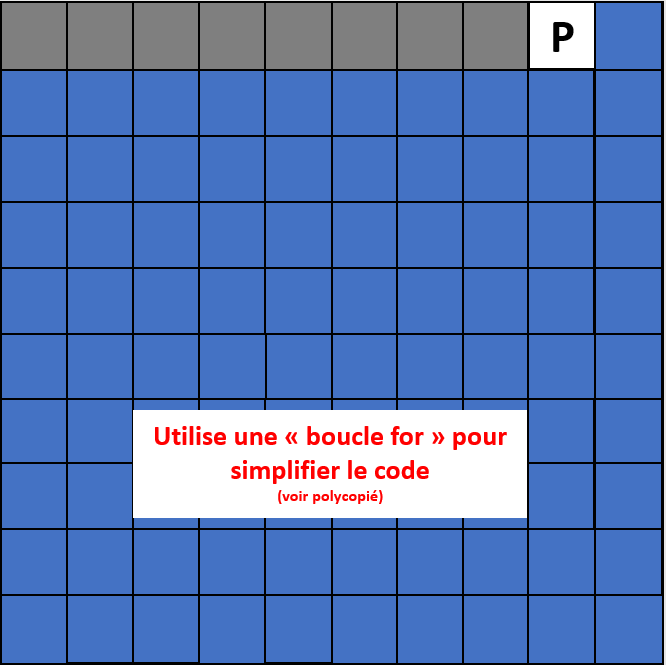 P
Utilise une « boucle for » pour
simplifier le code
(voir polycopié)